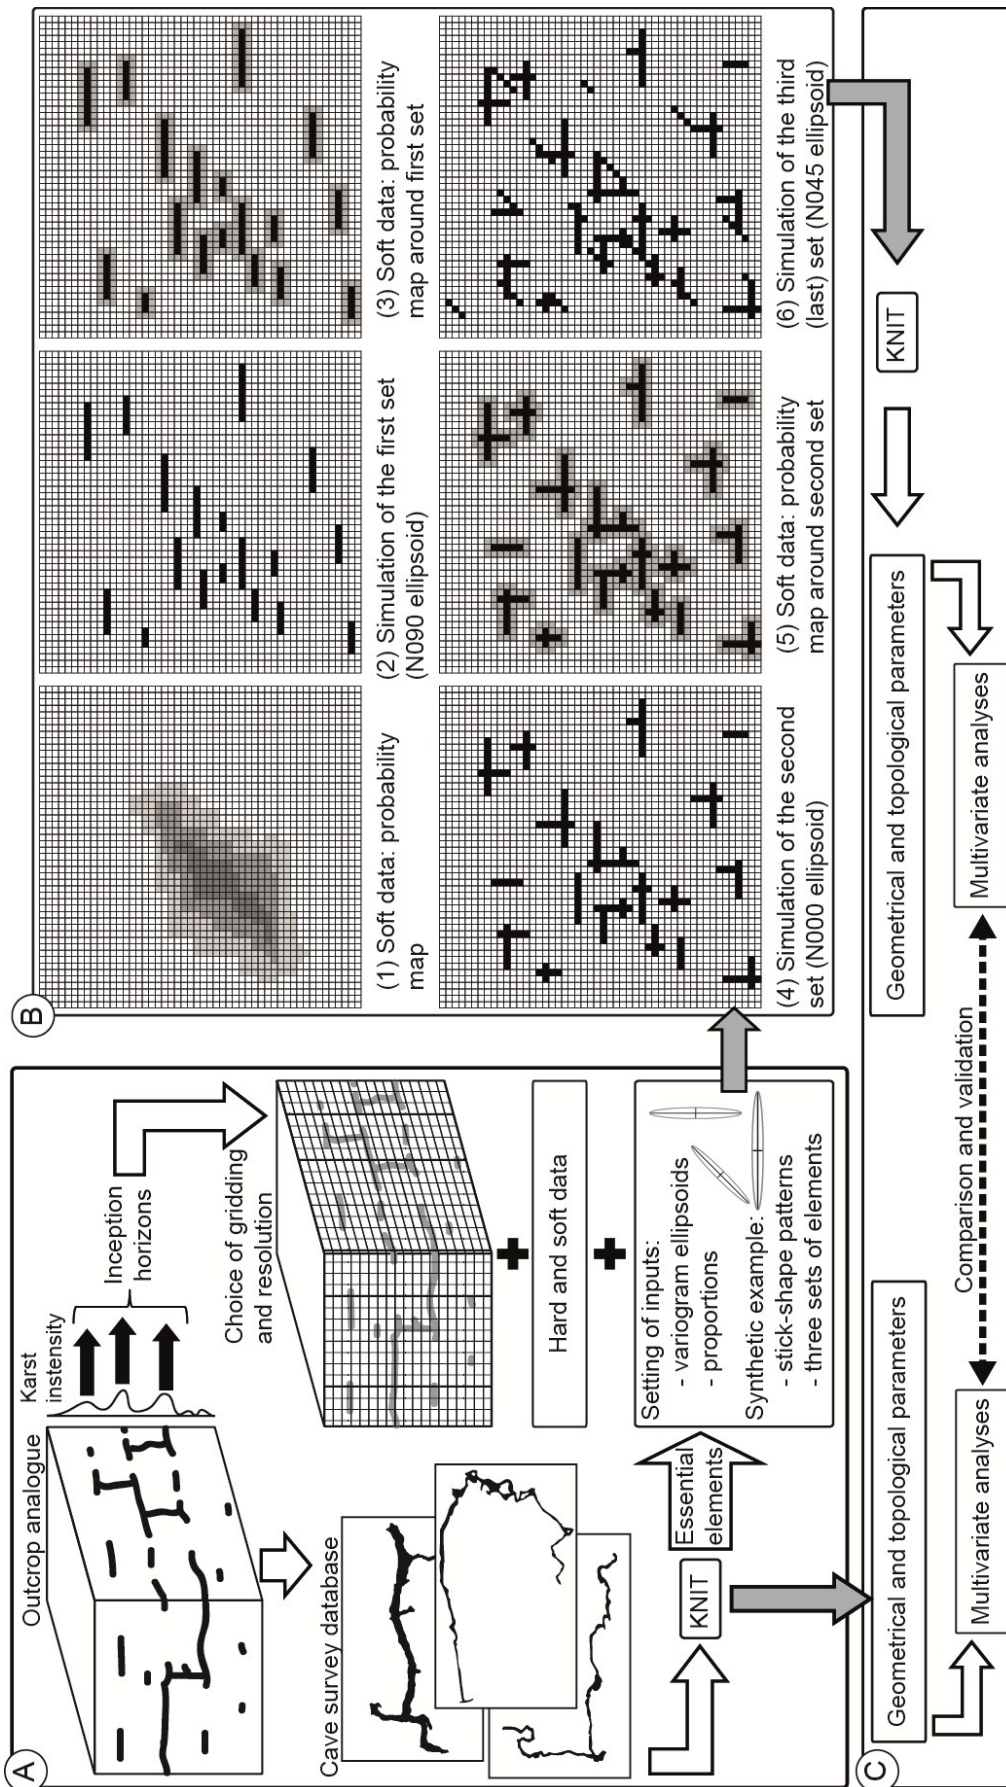 A
Outcrop analogue
Karst
instensity
Inception
horizons
Choice of gridding
and resolution
Cave survey database
Hard and soft data
KNIT
Essential
elements
Setting of inputs:
- variogram ellipsoids
- proportions
Synthetic example:
- stick-shape patterns
- three sets of elements
B
(1) Soft data: probability
map
(2) Simulation of the first set
(N090 ellipsoid)
(3) Soft data: probability
map around first set
(4) Simulation of the second
set (N000 ellipsoid)
(5) Soft data: probability
map around second set
(6) Simulation of the third
(last) set (N045 ellipsoid)
C
Geometrical and topological parameters
Multivariate analyses
Comparison and validation
Geometrical and topological parameters
Multivariate analyses
KNIT